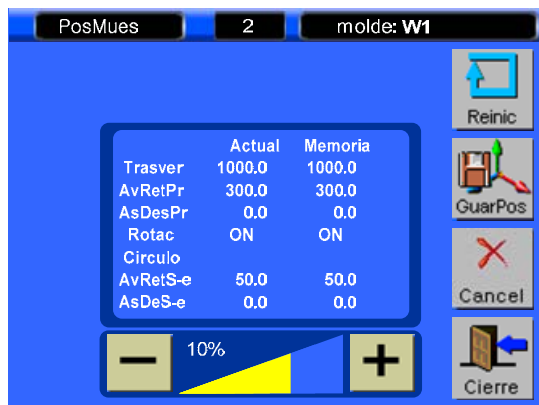 PosMues 2 molde: W1
Reinic
Actual Memoria
Trasver 1000.0 1000.0
AvRetPr 300.0 300.0
GuarPos
AsDesPr 0.0 0.0
Rotac ON ON
Circulo
AvRetS-e 50.0 50.0
Cancel
AsDeS-e 0.0 0.0
10%
− +
Cierre